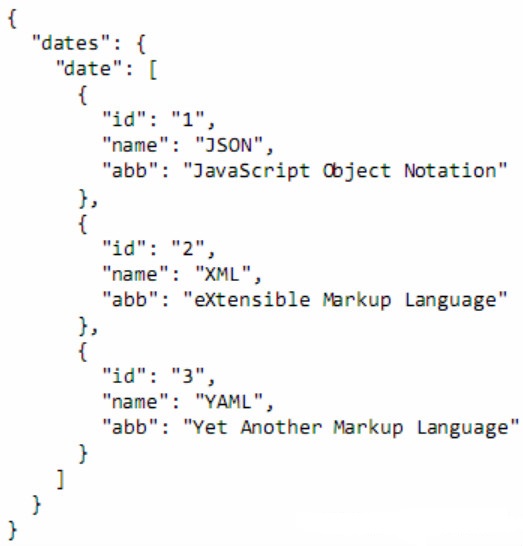 {
  "dates": {
    "date": [
      {
        "id": "1",
        "name": "JSON",
        "abb": "JavaScript Object Notation"
      },
      {
        "id": "2",
        "name": "XML",
        "abb": "eXtensible Markup Language"
      },
      {
        "id": "3",
        "name": "YAML",
        "abb": "Yet Another Markup Language"
      }
    ]
  }
}